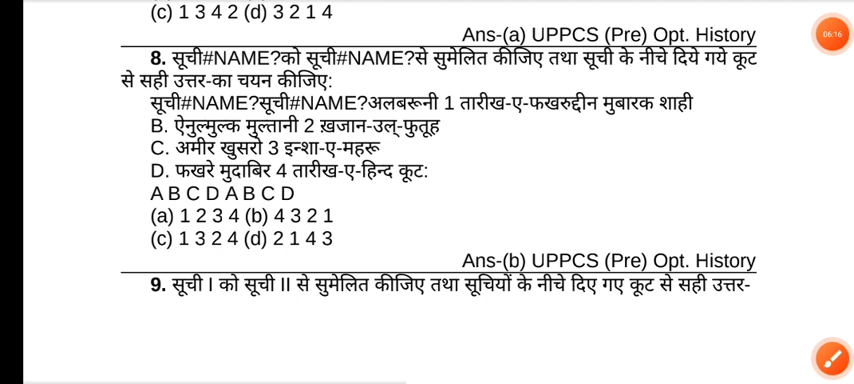 (c) 1 3 4 2 (d) 3 2 1 4
Ans-(a) UPPCS (Pre) Opt. History
06:16
8. सूची#NAME?को सूची#NAME?से सुमेलित कीजिए तथा सूची के नीचे दिये गये कूट
से सही उत्तर-का चयन कीजिए:
सूची#NAME?सूची#NAME?अलबरूनी 1 तारीख-ए-फखरुद्दीन मुबारक शाही
B. ऐनुल्मुल्क मुल्तानी 2 ख़जान-उल्-फुतूह
C. अमीर खुसरो 3 इन्शा-ए-महरू
D. फखरे मुदाबिर 4 तारीख-ए-हिन्द कूट:
A B C D A B C D
(a) 1 2 3 4 (b) 4 3 2 1
(c) 1 3 2 4 (d) 2 1 4 3
Ans-(b) UPPCS (Pre) Opt. History
9. सूची I को सूची II से सुमेलित कीजिए तथा सूचियों के नीचे दिए गए कूट से सही उत्तर-